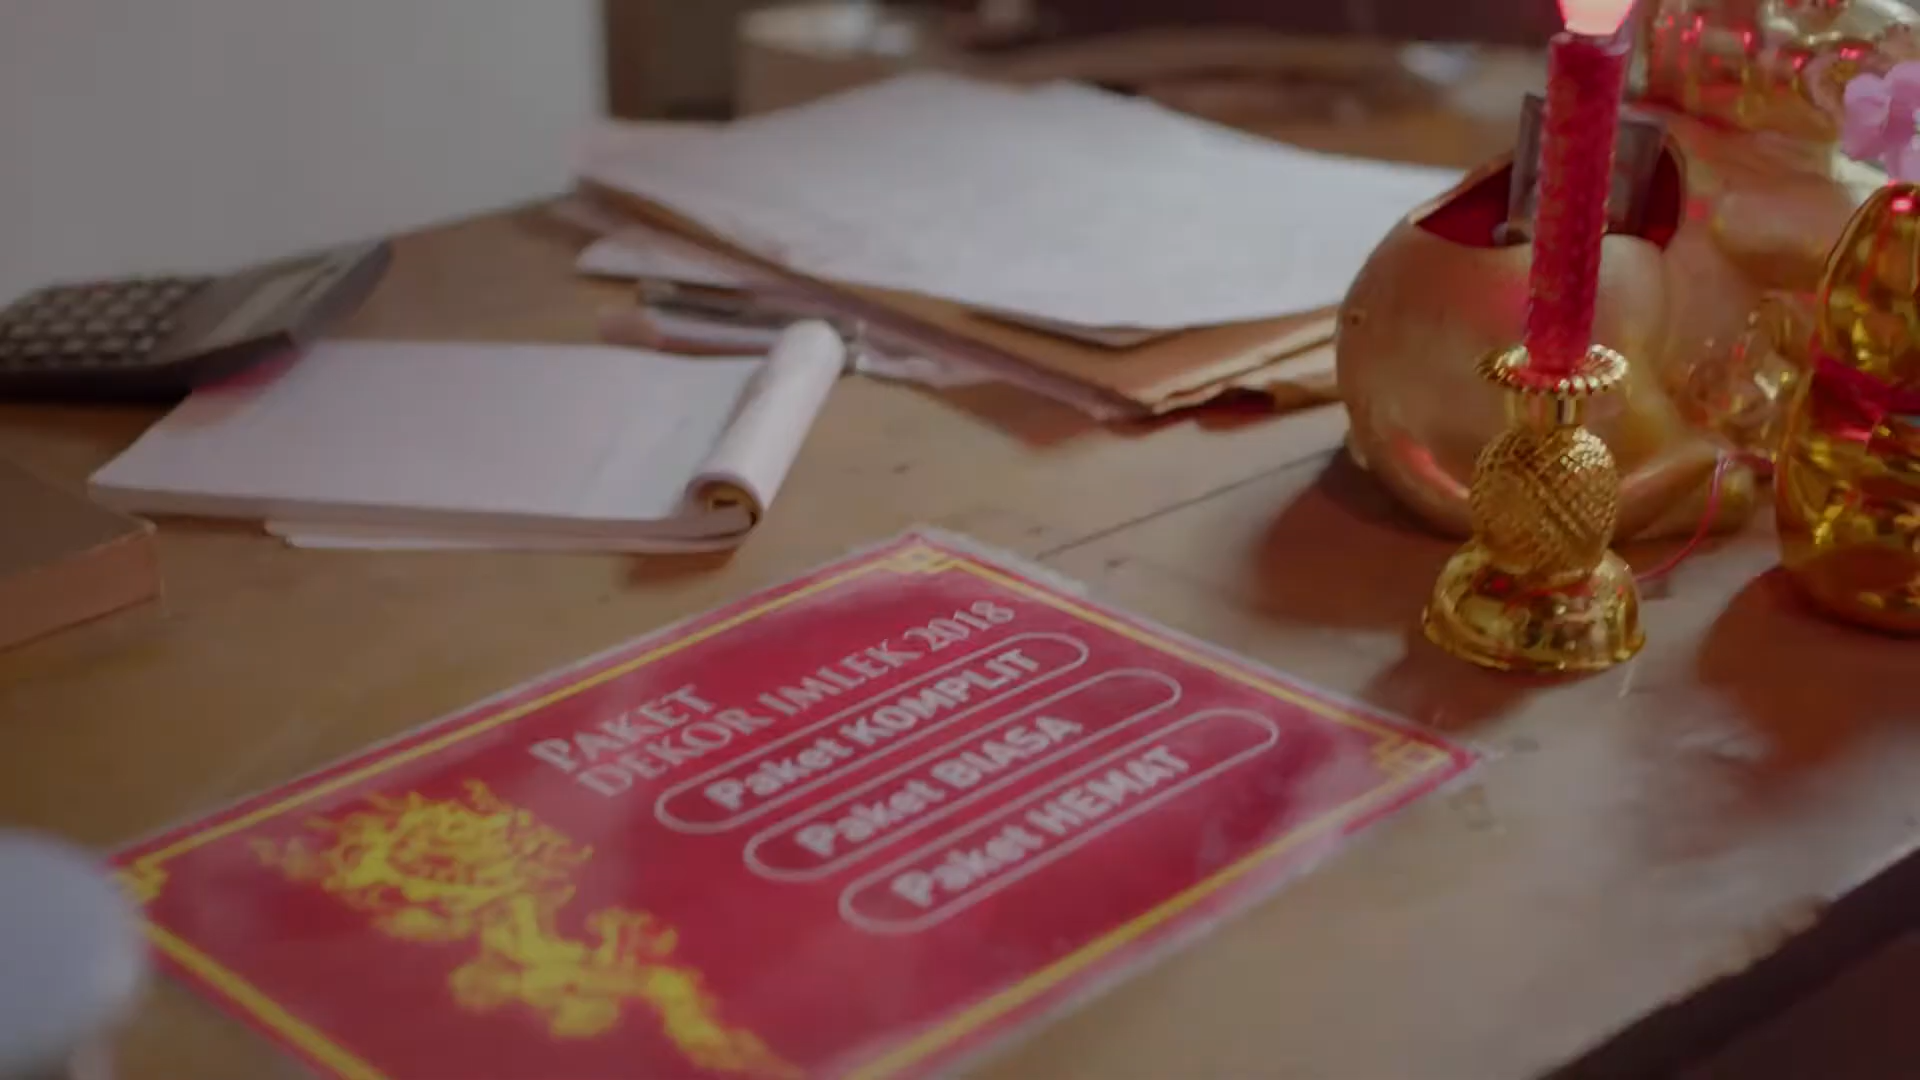 PAKET
DEKOR IMLEK 2018
Paket KOMPLIT
Paket BIASA
Paket HEMAT